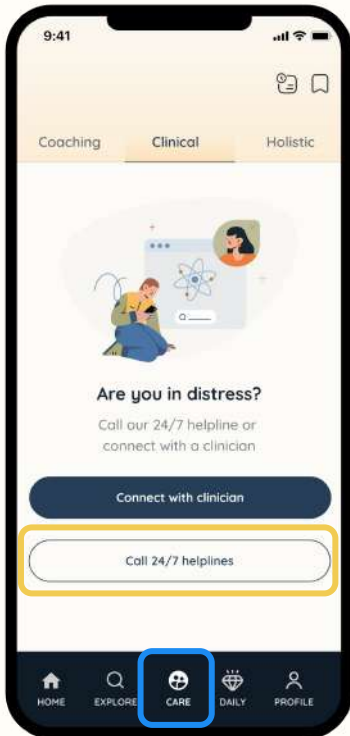 9:41
Coaching
Clinical
Holistic
Are you in distress?
Call our 24/7 helpline or
connect with a clinician
Connect with clinician
Call 24/7 helplines
HOME
EXPLORE
CARE
DAILY
PROFILE